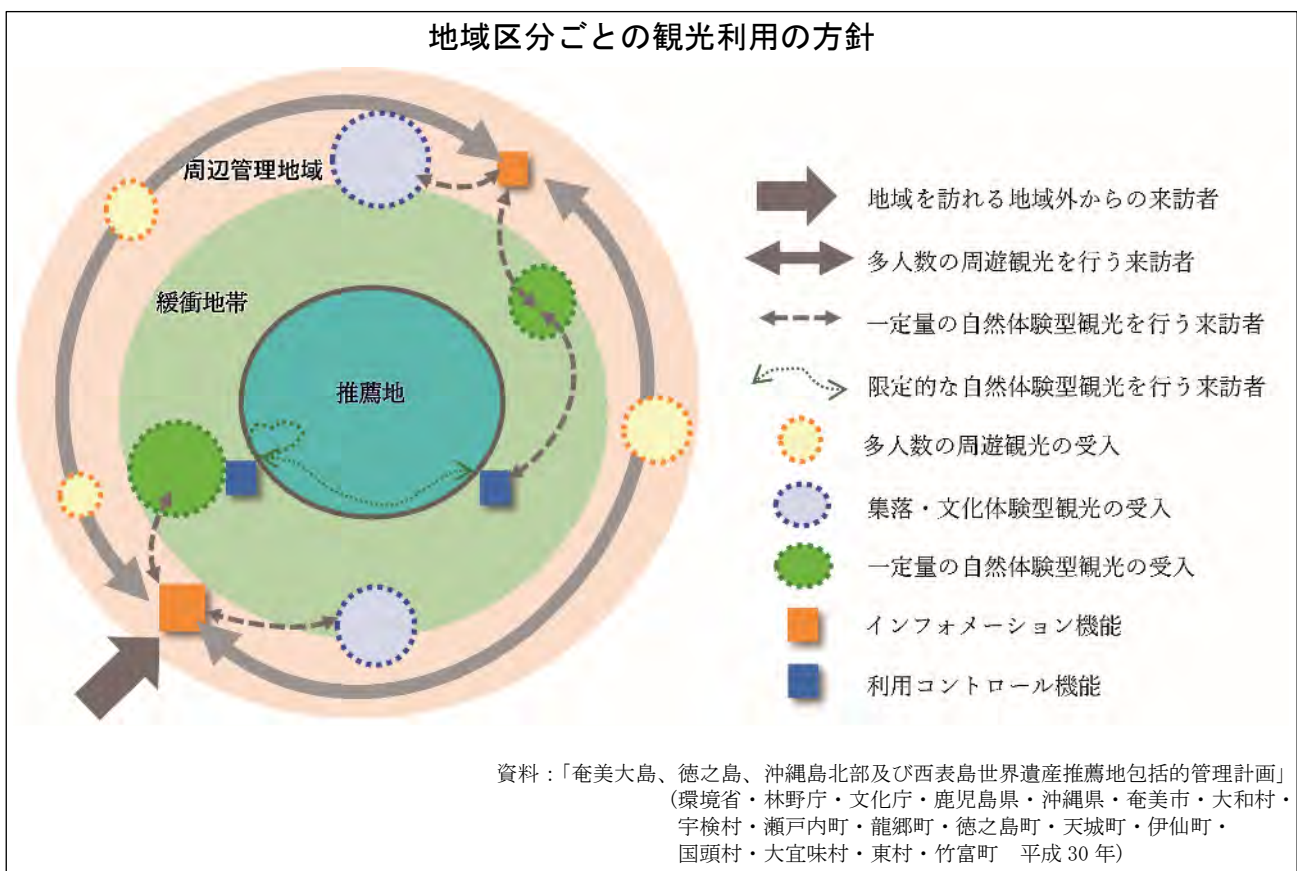 地域区分ごとの観光利用の方針
周辺管理地域
緩衝地帯
推薦地
地域を訪れる地域外からの来訪者
多人数の周遊観光を行う来訪者
一定量の自然体験型観光を行う来訪者
限定的な自然体験型観光を行う来訪者
多人数の周遊観光の受入
集落・文化体験型観光の受入
一定量の自然体験型観光の受入
インフォメーション機能
利用コントロール機能
資料：「奄美大島、徳之島、沖縄島北部及び西表島世界遺産推薦地包括的管理計画」
（環境省・林野庁・文化庁・鹿児島県・沖縄県・奄美市・大和村・
宇検村・瀬戸内町・龍郷町・徳之島町・天城町・伊仙町・
国頭村・大宜味村・東村・竹富町　平成 30 年）